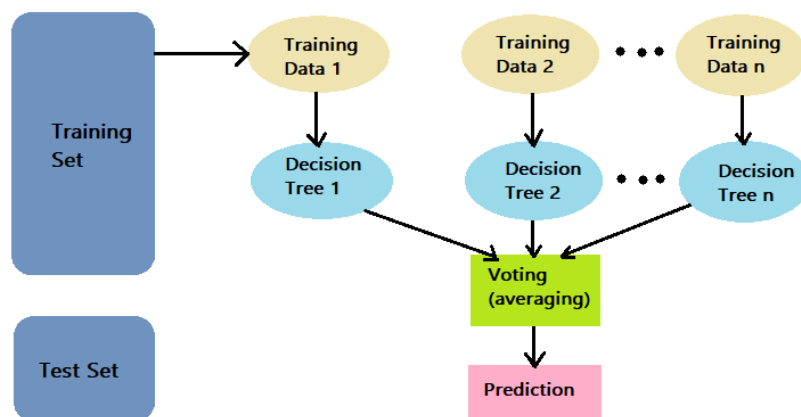 Training
Set
Training
Data 1
Training
Data 2
Training
Data n
Decision
Tree 1
Decision
Tree 2
Decision
Tree n
Voting
(averaging)
Test Set
Prediction